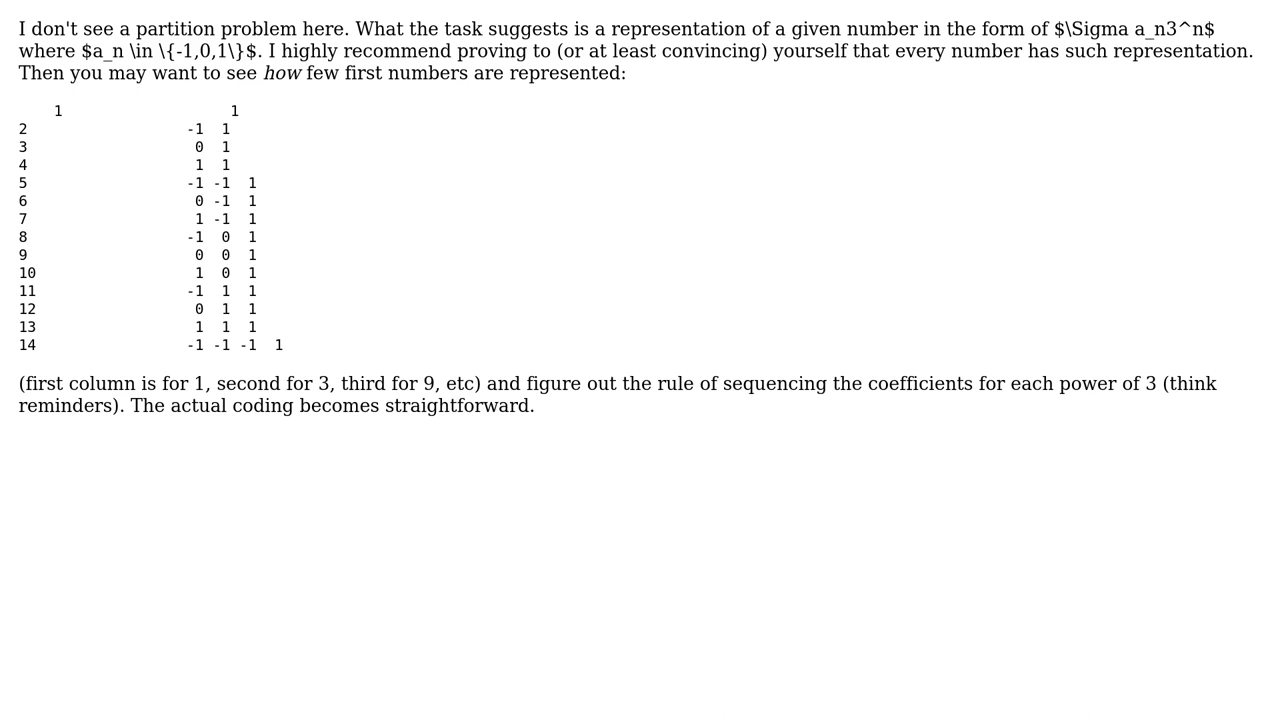 I don't see a partition problem here. What the task suggests is a representation of a given number in the form of $\Sigma a_n3^n$
where $a_n \in \{-1,0,1\}$. I highly recommend proving to (or at least convincing) yourself that every number has such representation.
Then you may want to see how few first numbers are represented:
    1                   1
2                  -1  1
3                   0  1
4                   1  1
5                  -1 -1  1
6                   0 -1  1
7                   1 -1  1
8                  -1  0  1
9                   0  0  1
10                  1  0  1
11                 -1  1  1
12                  0  1  1
13                  1  1  1
14                 -1 -1 -1  1
(first column is for 1, second for 3, third for 9, etc) and figure out the rule of sequencing the coefficients for each power of 3 (think
reminders). The actual coding becomes straightforward.